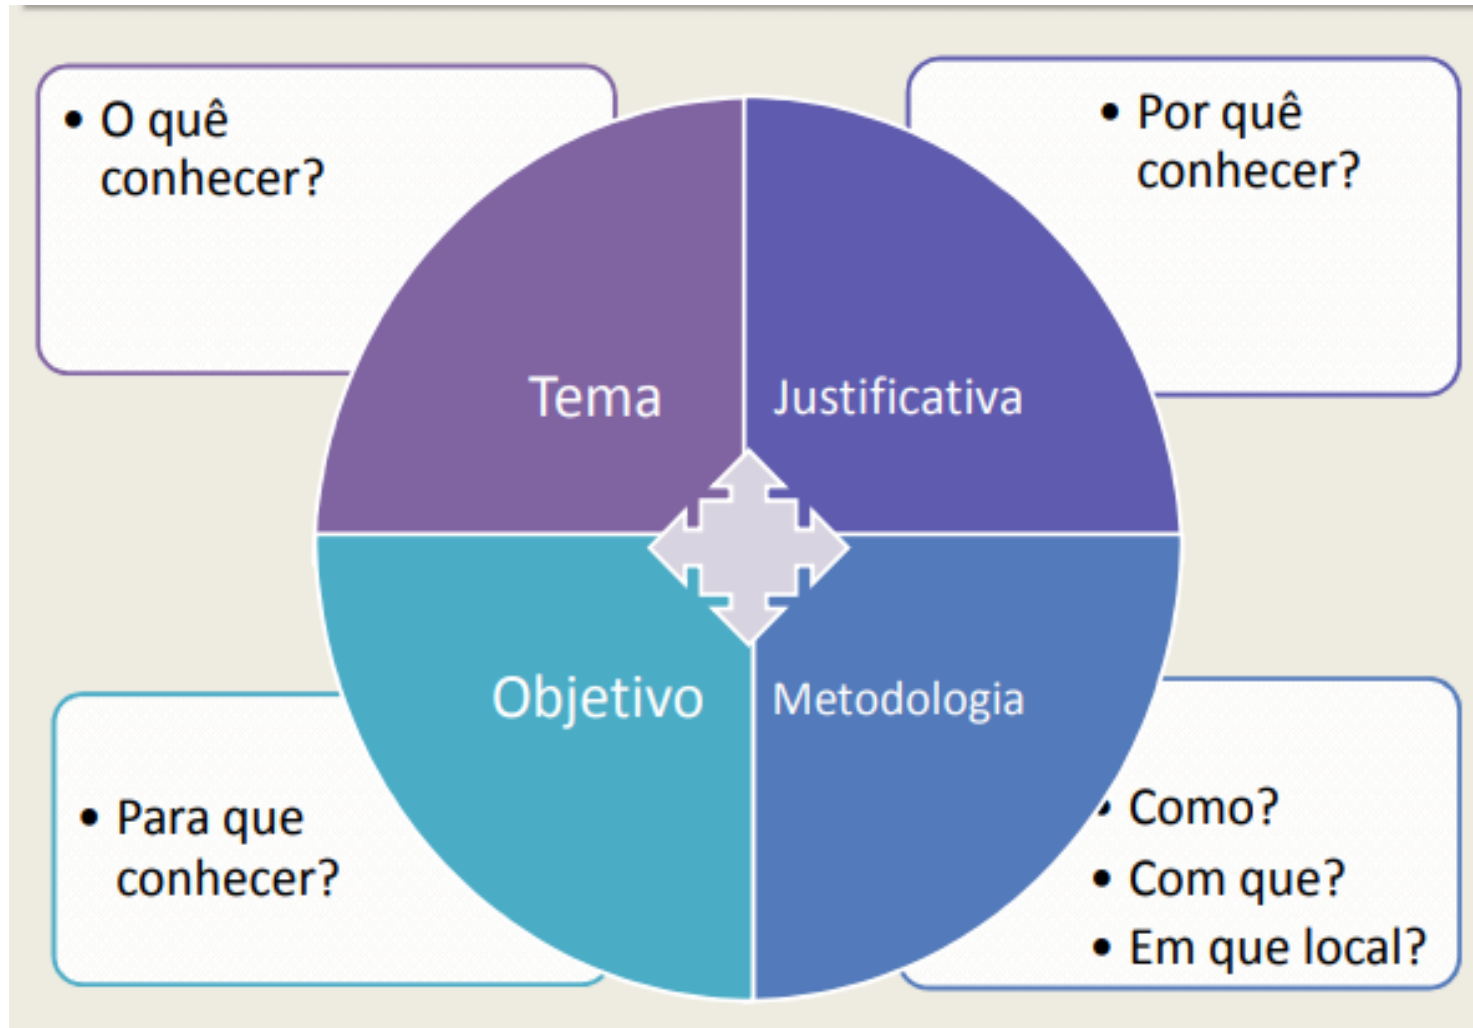 • O quê
conhecer?
• Por quê
conhecer?
Tema
Justificativa
Objetivo
Metodologia
• Para que
conhecer?
• Como?
• Com que?
• Em que local?